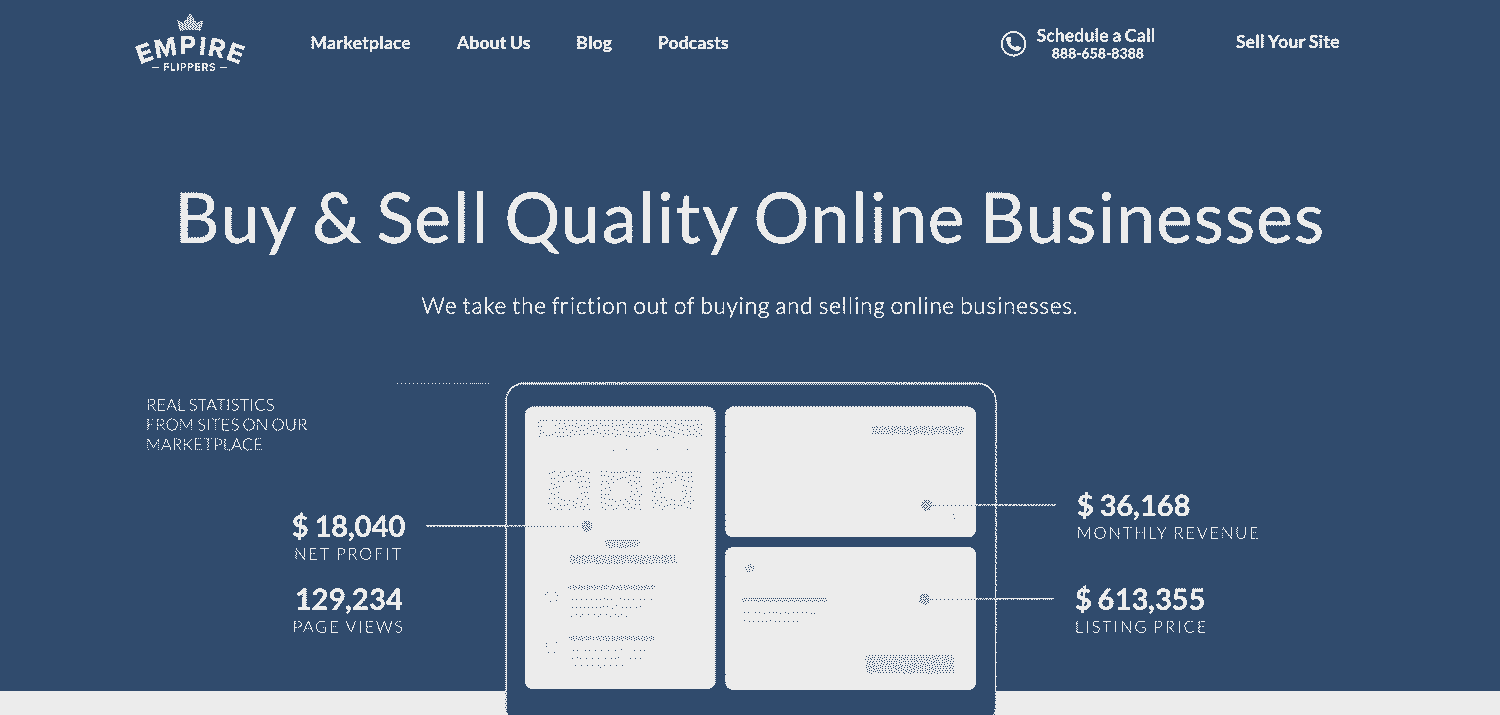 EMPIRE
FLIPPERS
Marketplace
About Us
Blog
Podcasts
Schedule a Call
888-658-8388
Sell Your Site
Buy & Sell Quality Online Businesses
We take the friction out of buying and selling online businesses.
REAL STATISTICS
FROM SITES ON OUR
MARKETPLACE
$ 18,040
NET PROFIT
129,234
PAGE VIEWS
$ 36,168
MONTHLY REVENUE
$ 613,355
LISTING PRICE